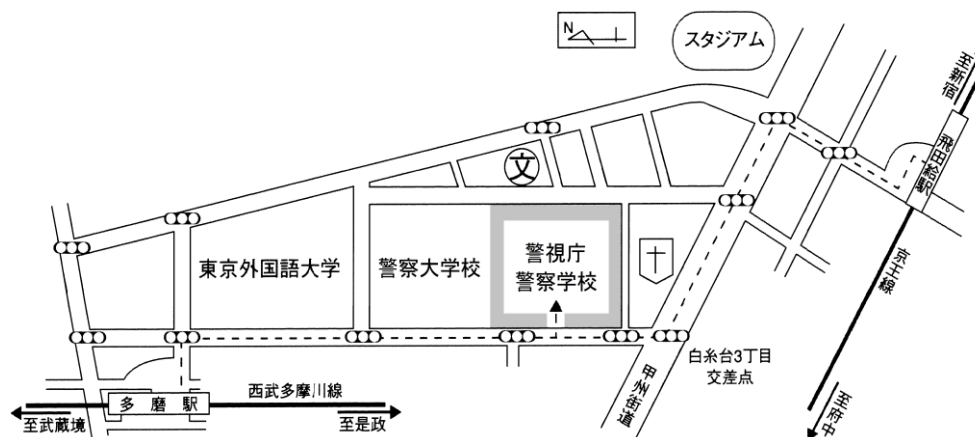 N
スタジアム
至新宿
飛田給駅
文
東京外国語大学
警察大学校
警視庁
警察学校
京王線
白糸台3丁目
交差点
甲州街道
西武多摩川線
多磨駅
至武蔵境
至是政
至府中